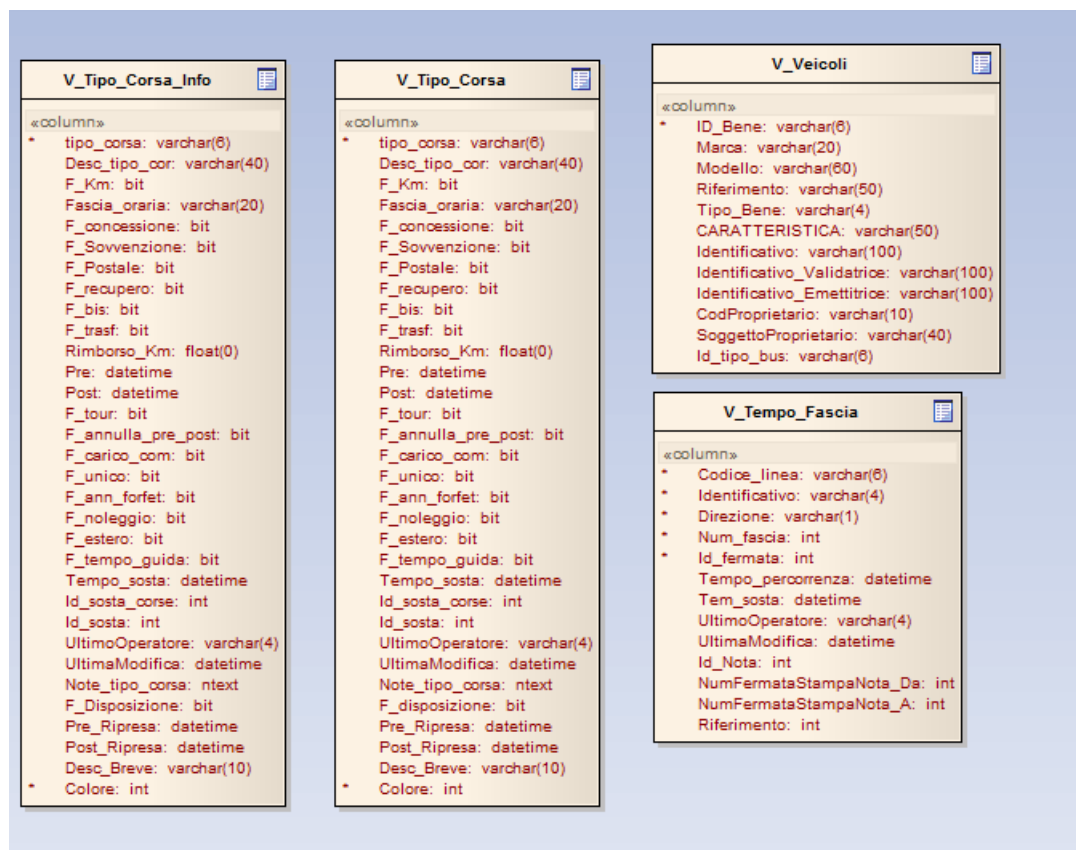 V_Tipo_Corsa_Info
«column»
* tipo_corsa: varchar(6)
Desc_tipo_cor: varchar(40)
F_Km: bit
Fascia_oraria: varchar(20)
F_concessione: bit
F_Sovvenzione: bit
F_Postale: bit
F_recupero: bit
F_bis: bit
F_trasf: bit
Rimborso_Km: float(0)
Pre: datetime
Post: datetime
F_tour: bit
F_annulla_pre_post: bit
F_carico_com: bit
F_unico: bit
F_ann_forfet: bit
F_noleggio: bit
F_estero: bit
F_tempo_guida: bit
Tempo_sosta: datetime
Id_sosta_corse: int
Id_sosta: int
UltimoOperatore: varchar(4)
UltimaModifica: datetime
Note_tipo_corsa: ntext
F_Disposizione: bit
Pre_Ripresa: datetime
Post_Ripresa: datetime
Desc_Breve: varchar(10)
* Colore: int
V_Tipo_Corsa
«column»
* tipo_corsa: varchar(6)
Desc_tipo_cor: varchar(40)
F_Km: bit
Fascia_oraria: varchar(20)
F_concessione: bit
F_Sovvenzione: bit
F_Postale: bit
F_recupero: bit
F_bis: bit
F_trasf: bit
Rimborso_Km: float(0)
Pre: datetime
Post: datetime
F_tour: bit
F_annulla_pre_post: bit
F_carico_com: bit
F_unico: bit
F_ann_forfet: bit
F_noleggio: bit
F_estero: bit
F_tempo_guida: bit
Tempo_sosta: datetime
Id_sosta_corse: int
Id_sosta: int
UltimoOperatore: varchar(4)
UltimaModifica: datetime
Note_tipo_corsa: ntext
F_disposizione: bit
Pre_Ripresa: datetime
Post_Ripresa: datetime
Desc_Breve: varchar(10)
* Colore: int
V_Veicoli
«column»
* ID_Bene: varchar(6)
Marca: varchar(20)
Modello: varchar(60)
Riferimento: varchar(50)
Tipo_Bene: varchar(4)
CARATTERISTICA: varchar(50)
Identificativo: varchar(100)
Identificativo_Validatrice: varchar(100)
Identificativo_Emettitrice: varchar(100)
CodProprietario: varchar(10)
SoggettoProprietario: varchar(40)
Id_tipo_bus: varchar(6)
V_Tempo_Fascia
«column»
* Codice_linea: varchar(6)
* Identificativo: varchar(4)
* Direzione: varchar(1)
* Num_fascia: int
* Id_fermata: int
Tempo_percorrenza: datetime
Tem_sosta: datetime
UltimoOperatore: varchar(4)
UltimaModifica: datetime
Id_Nota: int
NumFermataStampaNota_Da: int
NumFermataStampaNota_A: int
Riferimento: int